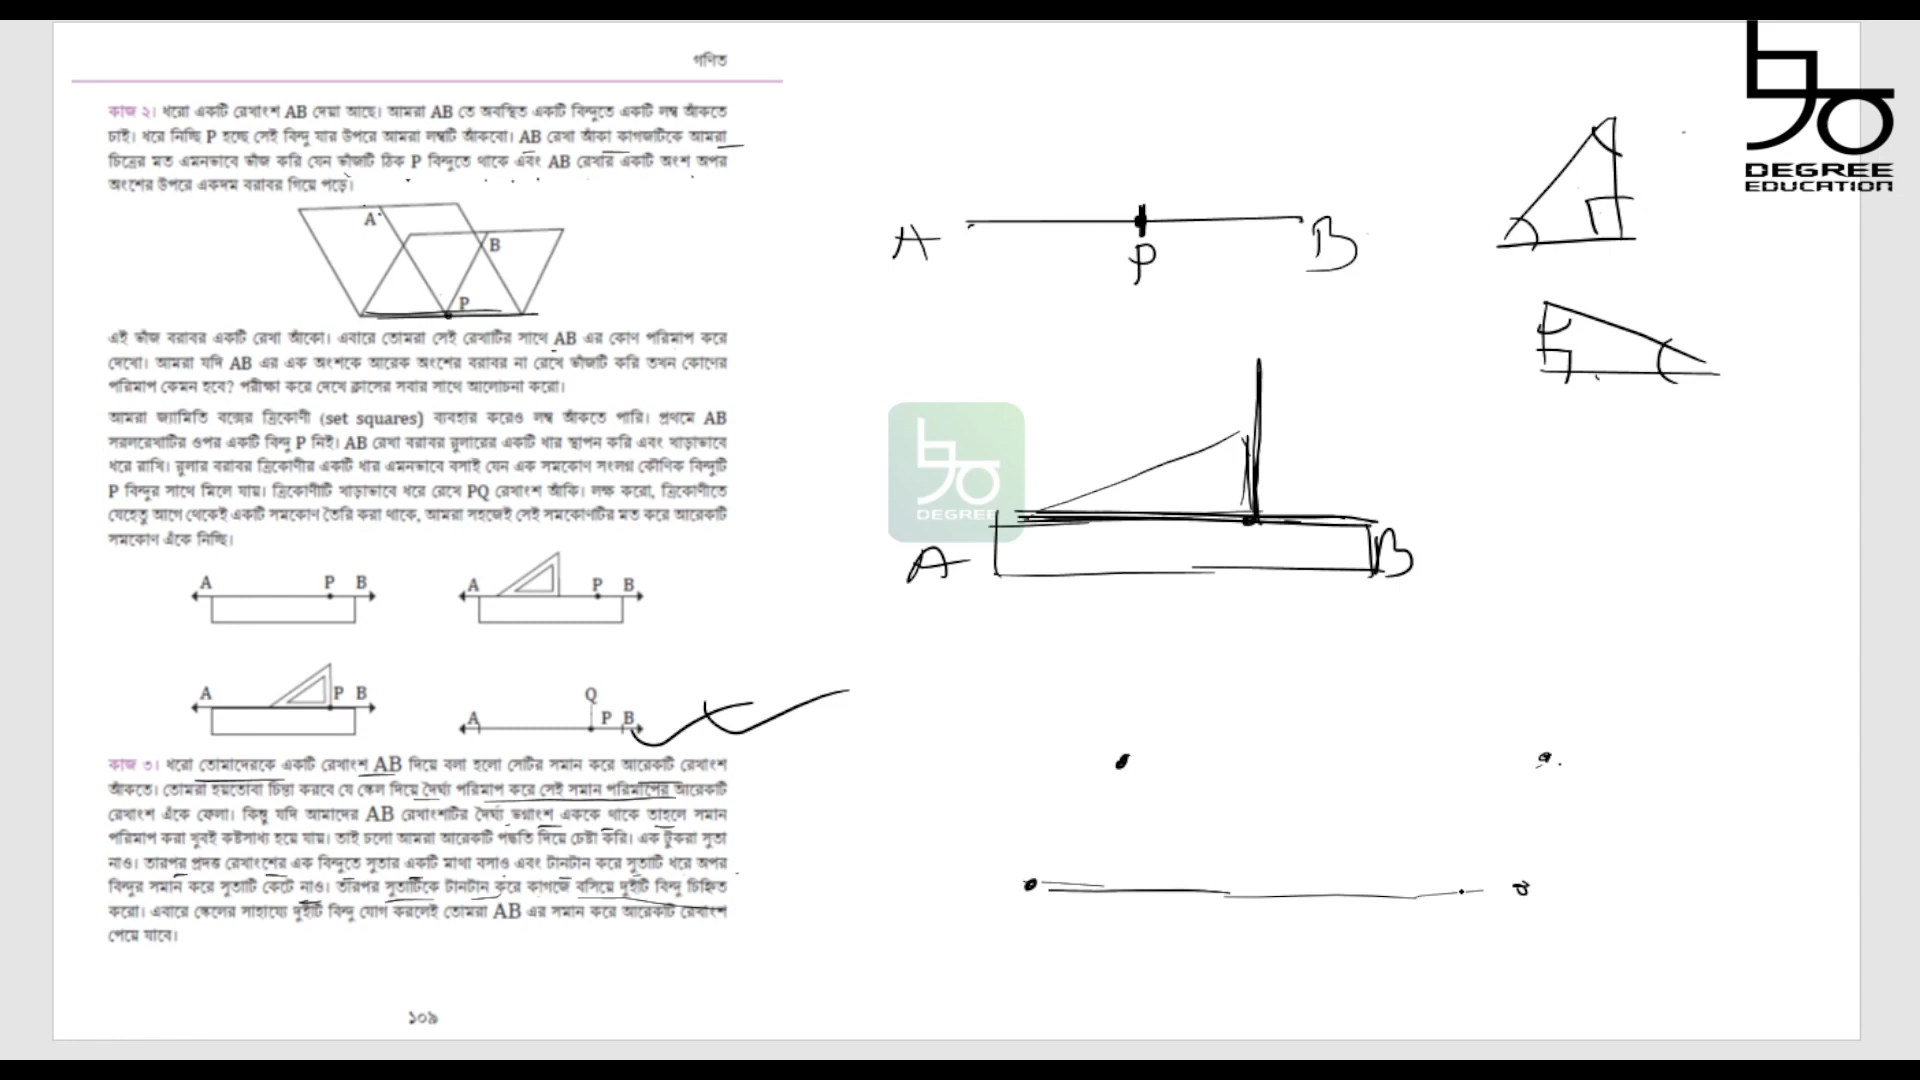 গণিত
কাজ ২। ধরো একটি রেখাংশ AB দেয়া আছে। আমরা AB তে অবস্থিত একটি বিন্দুতে একটি লম্ব আঁকতে
চাই। ধরে নিচ্ছি P হচ্ছে সেই বিন্দু যার উপরে আমরা লম্বটি আঁকবো। AB রেখা আঁকা কাগজটিকে আমরা
চিত্রের মত এমনভাবে ভাঁজ করি যেন ভাঁজটি ঠিক P বিন্দুতে থাকে এবং AB রেখার একটি অংশ অপর
অংশের উপরে একদম বরাবর গিয়ে পড়ে।
A
B
P
এই ভাঁজ বরাবর একটি রেখা আঁকো। এবারে তোমরা সেই রেখাটির সাথে AB এর কোণ পরিমাপ করে
দেখো। আমরা যদি AB এর এক অংশকে আরেক অংশের বরাবর না রেখে ভাঁজটি করি তখন কোণের
পরিমাপ কেমন হবে? পরীক্ষা করে দেখে ক্লাসের সবার সাথে আলোচনা করো।
আমরা জ্যামিতি বক্সের ত্রিকোণী (set squares) ব্যবহার করেও লম্ব আঁকতে পারি। প্রথমে AB
সরলরেখাটির ওপর একটি বিন্দু P নিই। AB রেখা বরাবর রুলারের একটি ধার স্থাপন করি এবং খাড়াভাবে
ধরে রাখি। রুলার বরাবর ত্রিকোণীর একটি ধার এমনভাবে বসাই যেন এক সমকোণ সংলগ্ন কৌণিক বিন্দুটি
P বিন্দুর সাথে মিলে যায়। ত্রিকোণীটি খাড়াভাবে ধরে রেখে PQ রেখাংশ আঁকি। লক্ষ করো, ত্রিকোণীতে
যেহেতু আগে থেকেই একটি সমকোণ তৈরি করা থাকে, আমরা সহজেই সেই সমকোণটির মত করে আরেকটি
সমকোণ এঁকে নিচ্ছি।
A P B
A P B
A P B
Q
A P B
কাজ ৩। ধরো তোমাদেরকে একটি রেখাংশ AB দিয়ে বলা হলো সেটির সমান করে আরেকটি রেখাংশ
আঁকতে। তোমরা হয়তোবা চিন্তা করবে যে স্কেল দিয়ে দৈর্ঘ্য পরিমাপ করে সেই সমান পরিমাপের আরেকটি
রেখাংশ এঁকে ফেলা। কিন্তু যদি আমাদের AB রেখাংশটির দৈর্ঘ্য ভগ্নাংশ এককে থাকে তাহলে সমান
পরিমাপ করা খুবই কষ্টসাধ্য হয়ে যায়। তাই চলো আমরা আরেকটি পদ্ধতি দিয়ে চেষ্টা করি। এক টুকরা সুতা
নাও। তারপর প্রদত্ত রেখাংশের এক বিন্দুতে সুতার একটি মাথা বসাও এবং টানটান করে সুতাটি ধরে অপর
বিন্দুর সমান করে সুতাটি কেটে নাও। তারপর সুতাটিকে টানটান করে কাগজে বসিয়ে দুইটি বিন্দু চিহ্নিত
করো। এবারে স্কেলের সাহায্যে দুইটি বিন্দু যোগ করলেই তোমরা AB এর সমান করে আরেকটি রেখাংশ
পেয়ে যাবে।
১০৯
A P B
A B
DEGREE
DEGREE
EDUCATION